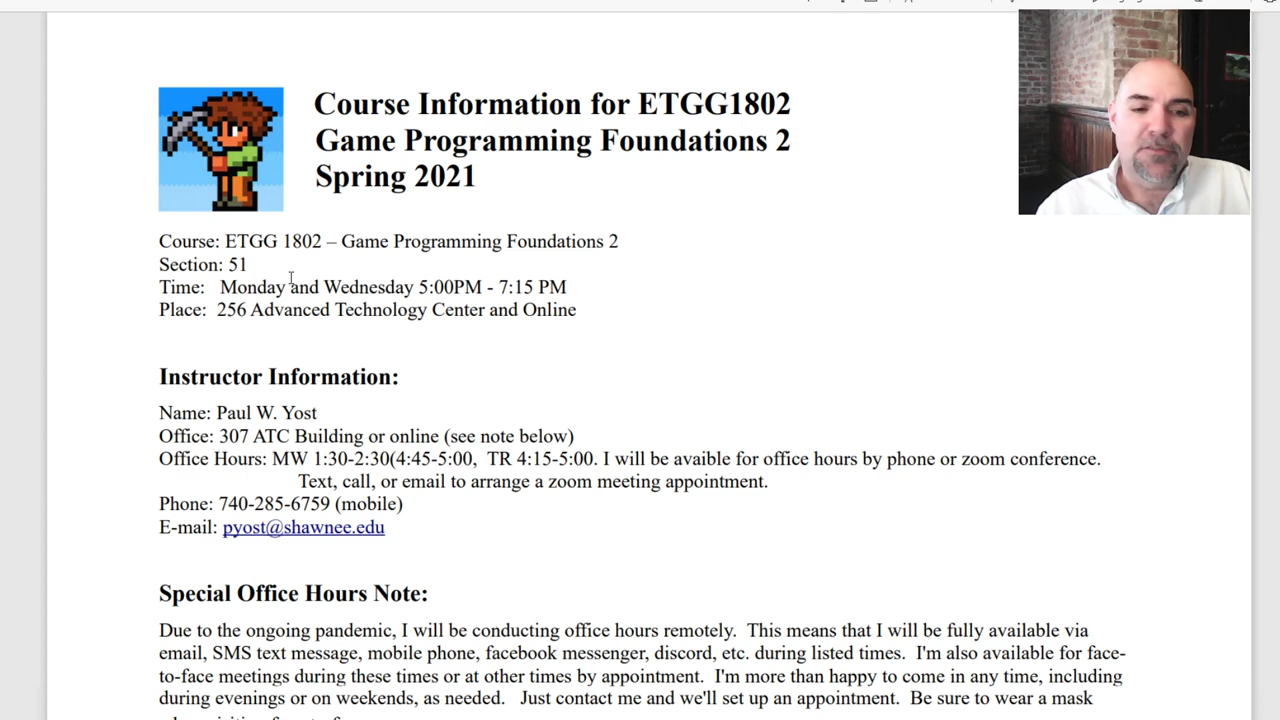 Course Information for ETGG1802
Game Programming Foundations 2
Spring 2021
Course: ETGG 1802 – Game Programming Foundations 2
Section: 51
Time: Monday and Wednesday 5:00PM - 7:15 PM
Place: 256 Advanced Technology Center and Online
Instructor Information:
Name: Paul W. Yost
Office: 307 ATC Building or online (see note below)
Office Hours: MW 1:30-2:30(4:45-5:00, TR 4:15-5:00. I will be avaible for office hours by phone or zoom conference.
Text, call, or email to arrange a zoom meeting appointment.
Phone: 740-285-6759 (mobile)
E-mail: pyost@shawnee.edu
Special Office Hours Note:
Due to the ongoing pandemic, I will be conducting office hours remotely. This means that I will be fully available via
email, SMS text message, mobile phone, facebook messenger, discord, etc. during listed times. I'm also available for face-
to-face meetings during these times or at other times by appointment. I'm more than happy to come in any time, including
during evenings or on weekends, as needed. Just contact me and we'll set up an appointment. Be sure to wear a mask